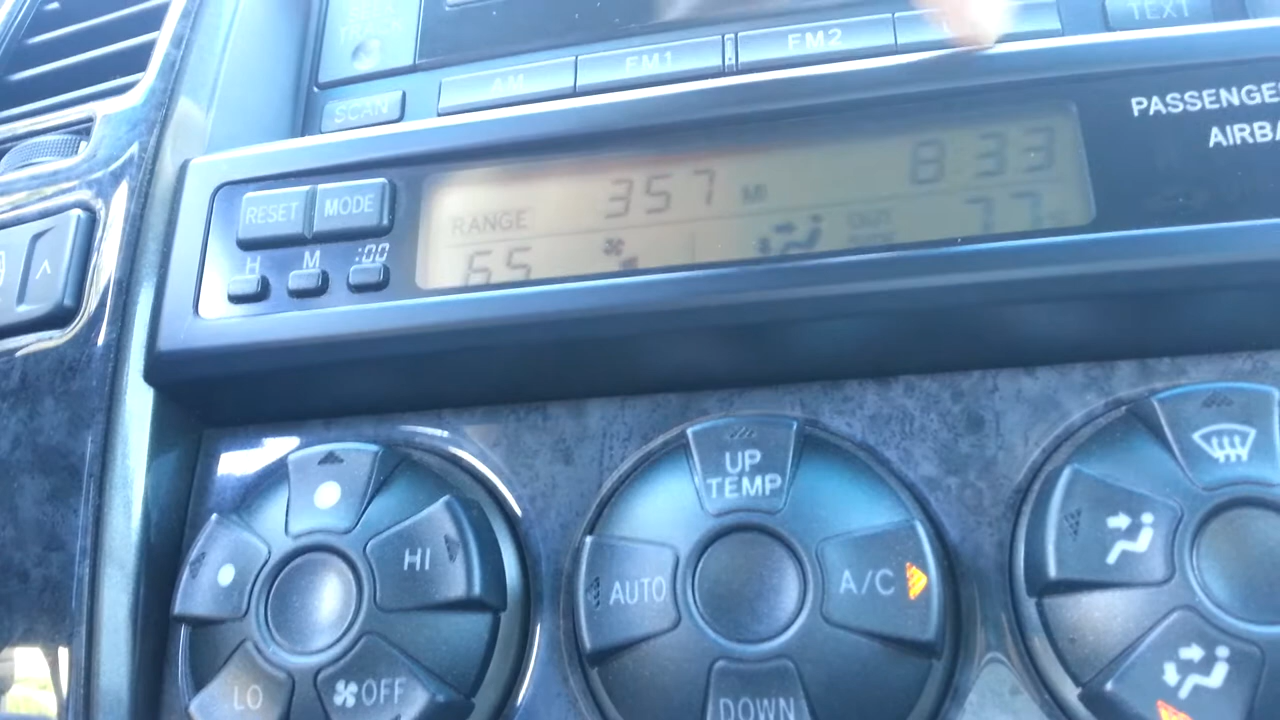 TEXT
FM2
FM1
AM
SCAN
PASSENGE
AIRBA
RESET MODE
H M :00
RANGE 357 MI 8 33
65 OUT 77
UP
TEMP
HI
AUTO
A/C
LO
OFF
DOWN